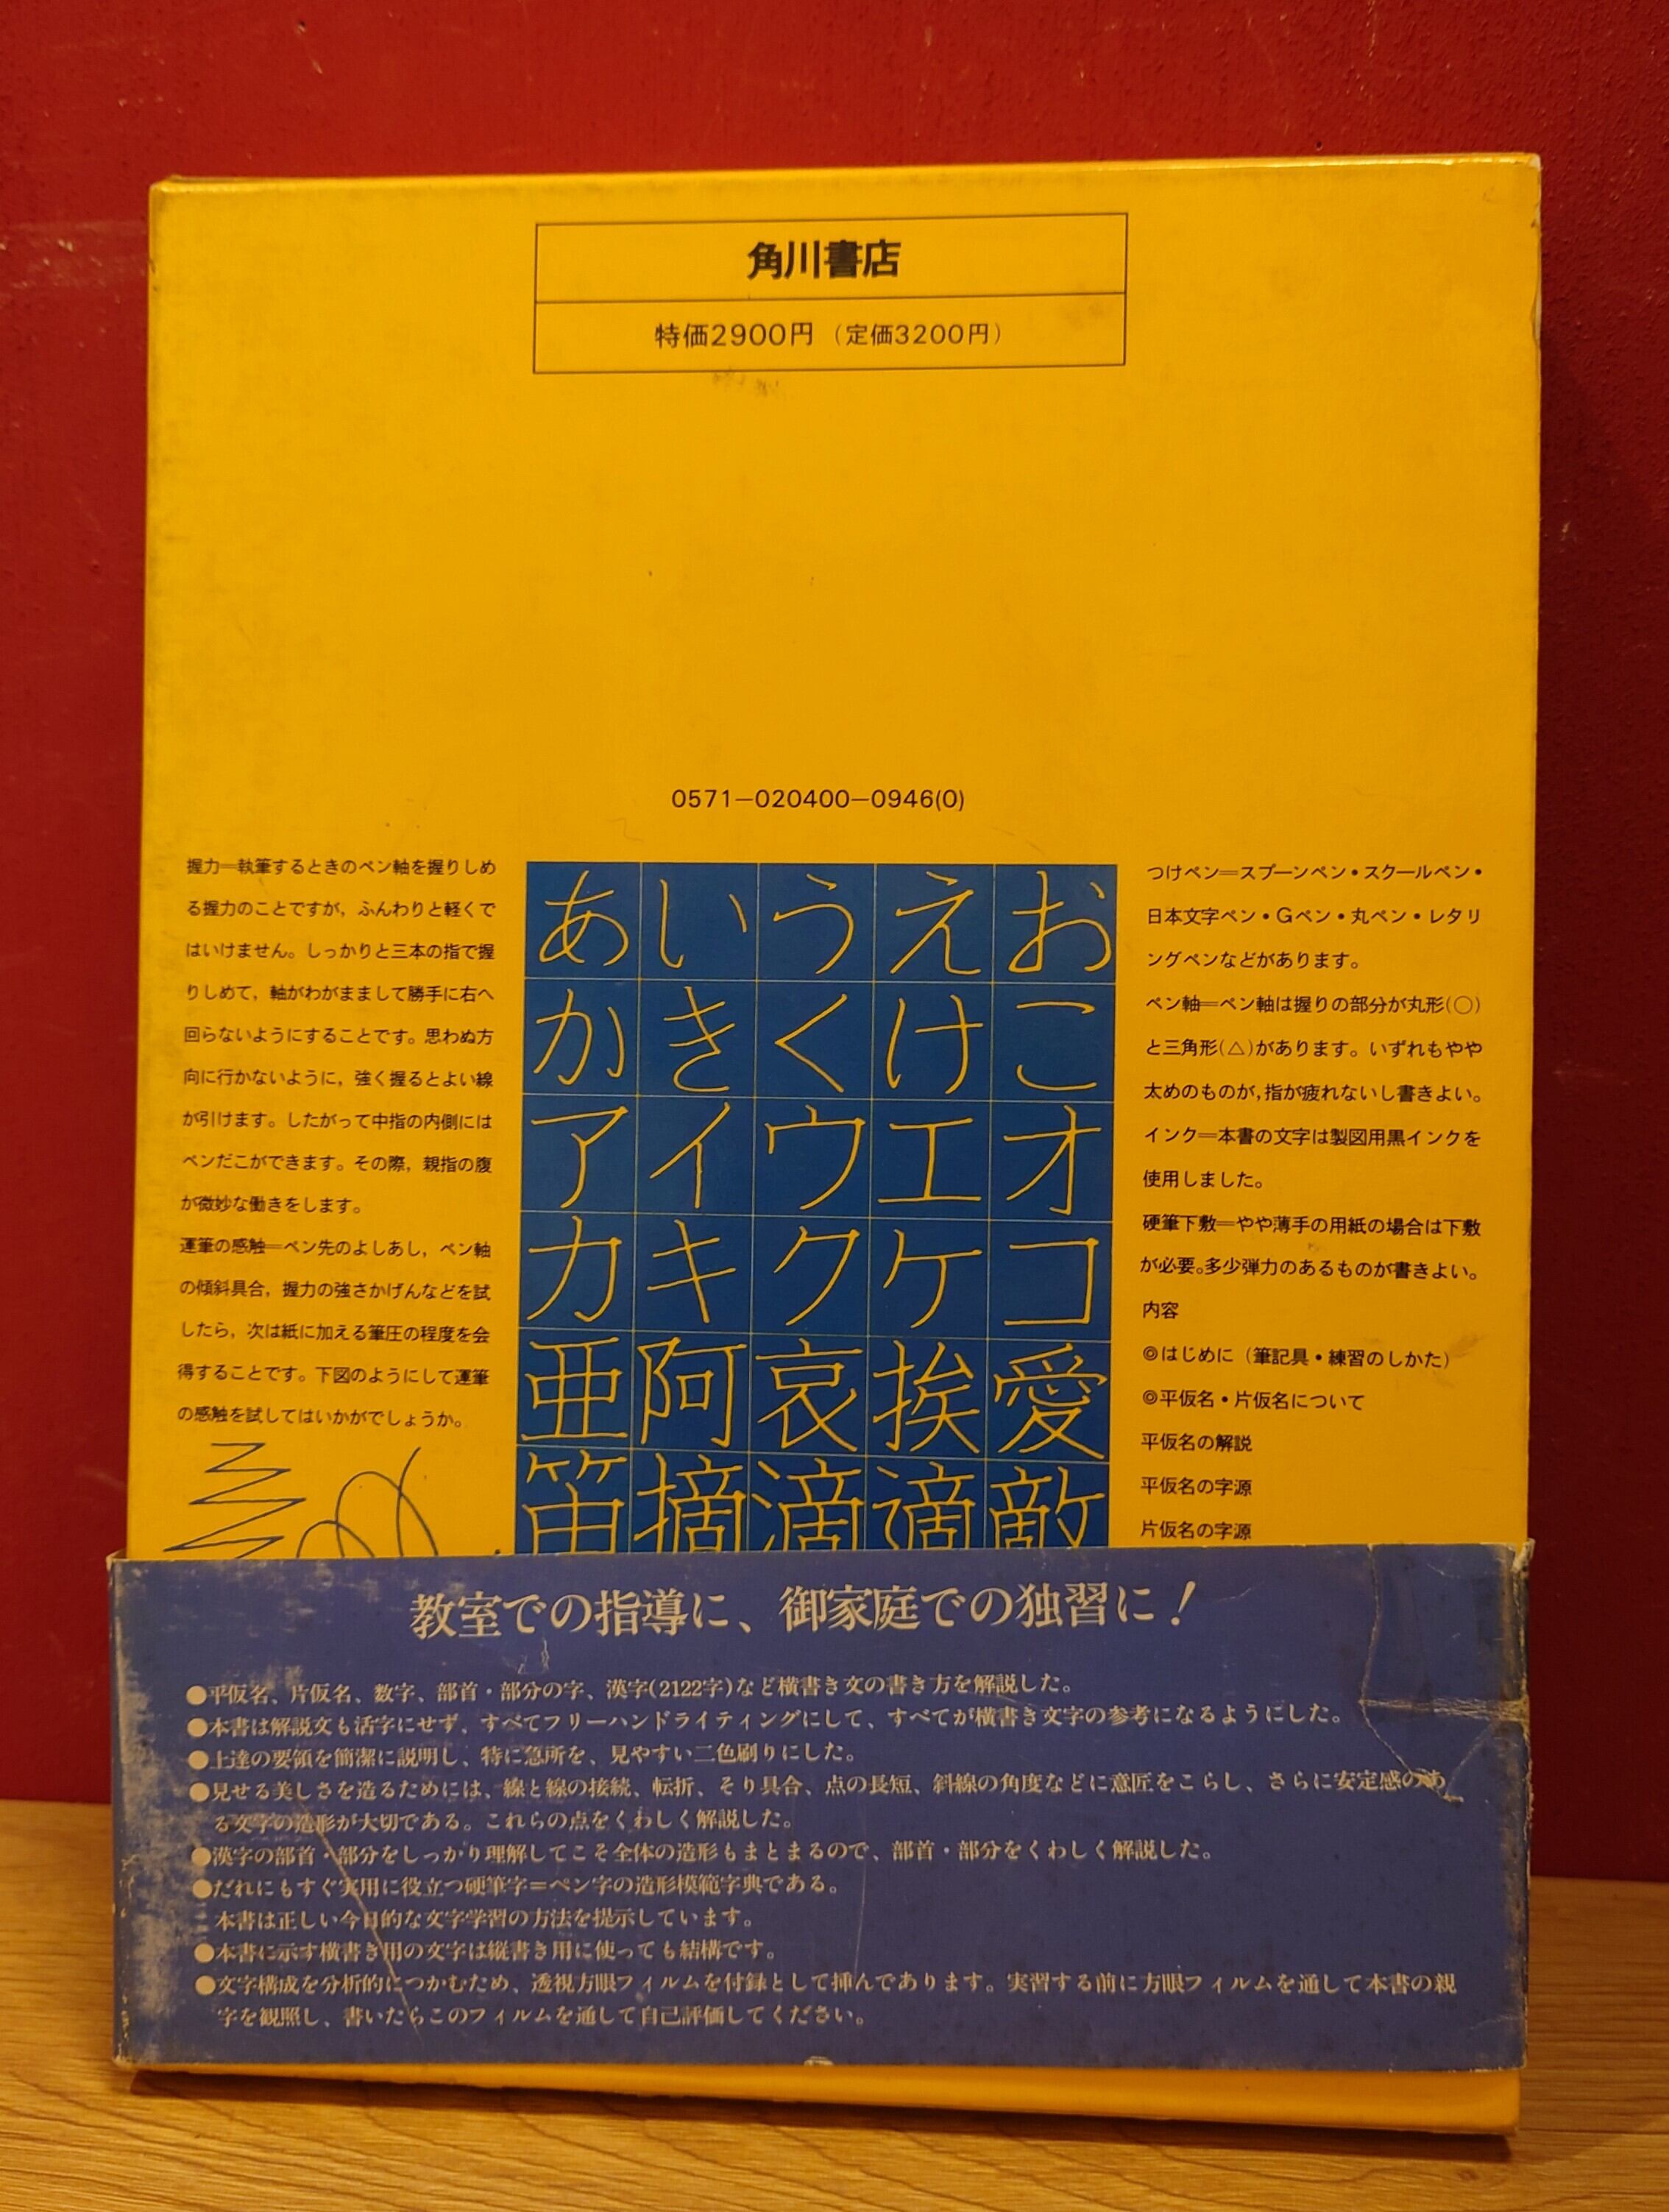 角川書店
特価2900円（定価3200円）
0571－020400－0946(0)
握力＝執筆するときのペン軸を握りしめ
る握力のことですが，ふんわりと軽くで
はいけません。しっかりと三本の指で握
りしめて，軸がわがまましで勝手に右へ
回らないようにすることです。思わぬ方
向に行かないように，強く握るとよい線
が引けます。したがって中指の内側には
ペンだこができます。その際，親指の腹
が微妙な働きをします。
運筆の感触＝ペン先のよしあし，ペン軸
の傾斜具合，握力の強さかげんなどを試
したら，次は紙に加える筆圧の程度を会
得することです。下図のようにして運筆
の感触を試してはいかがでしょうか。
あいうえお
かきくけこ
アイウエオ
カキクケコ
亜阿哀挨愛
笛摘滴適敵
つけペン＝スプーンペン・スクールペン・
日本文字ペン・Gペン・丸ペン・レタリ
ングペンなどがあります。
ペン軸＝ペン軸は握りの部分が丸形(○)
と三角形(△)があります。いずれもやや
太めのものが，指が疲れないし書きよい。
インク＝本書の文字は製図用黒インクを
使用しました。
硬筆下敷＝やや薄手の用紙の場合は下敷
が必要。多少弾力のあるものが書きよい。
内容
◎はじめに（筆記具・練習のしかた）
◎平仮名・片仮名について
平仮名の解説
平仮名の字源
片仮名の字源
教室での指導に、御家庭での独習に！
●平仮名、片仮名、数字、部首・部分の字、漢字(2122字)など横書き文の書き方を解説した。
●本書は解説文も活字にせず、すべてフリーハンドライティングにして、すべてが横書き文字の参考になるようにした。
●上達の要領を簡潔に説明し、特に急所を、見やすい二色刷りにした。
●見せる美しさを造るためには、線と線の接続、転折、そり具合、点の長短、斜線の角度などに意匠をこらし、さらに安定感のあ
る文字の造形が大切である。これらの点をくわしく解説した。
●漢字の部首・部分をしっかり理解してこそ全体の造形もまとまるので、部首・部分をくわしく解説した。
●だれにもすぐ実用に役立つ硬筆字＝ペン字の造形模範字典である。
本書は正しい今日的な文字学習の方法を提示しています。
●本書に示す横書き用の文字は縦書き用に使っても結構です。
●文字構成を分析的につかむため、透視方眼フィルムを付録として挿んであります。実習する前に方眼フィルムを通して本書の親
字を観照し、書いたらこのフィルムを通して自己評価してください。